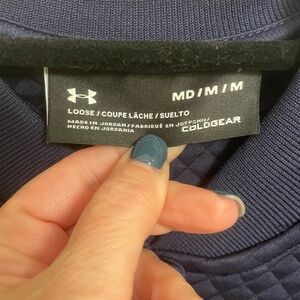 MD / M / M
LOOSE / COUPE LÂCHE / SUELTO
MADE IN JORDAN / FABRIQUÉ EN JORDANIE /
HECHO EN JORDANIA
COLDGEAR